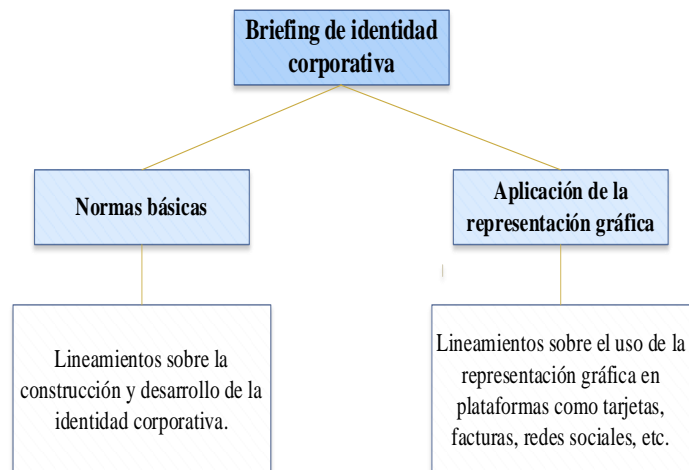 Briefing de identidad
corporativa
Normas básicas
Aplicación de la
representación gráfica
Lineamientos sobre la
construcción y desarrollo de la
identidad corporativa.
Lineamientos sobre el uso de la
representación gráfica en
plataformas como tarjetas,
facturas, redes sociales, etc.